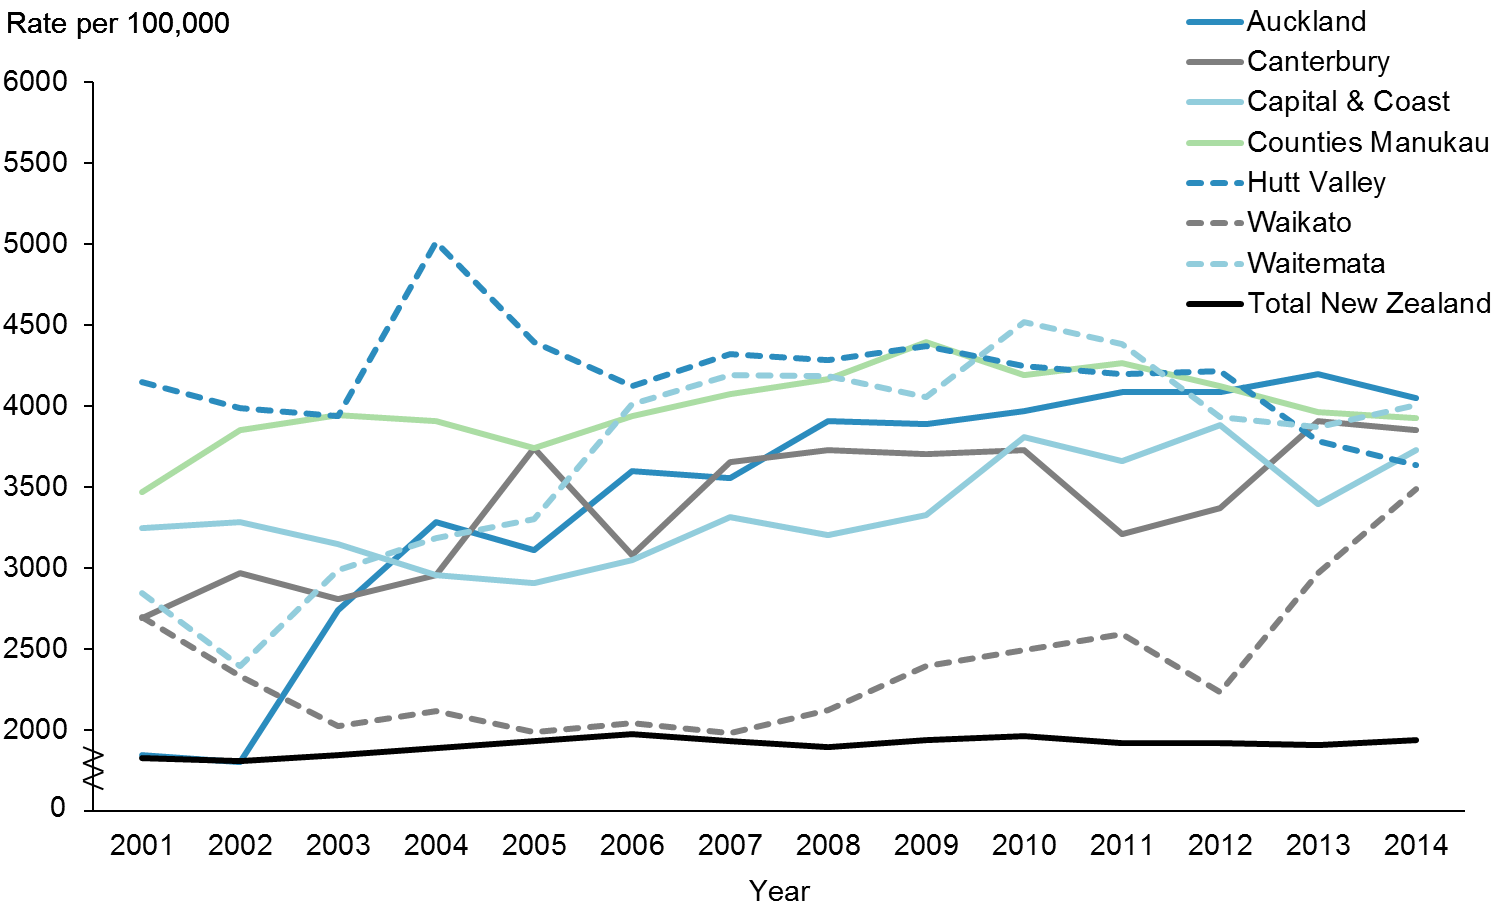 Rate per 100,000
Auckland
Canterbury
Capital & Coast
Counties Manukau
Hutt Valley
Waikato
Waitemata
Total New Zealand
6000
5500
5000
4500
4000
3500
3000
2500
2000
0
2001 2002 2003 2004 2005 2006 2007 2008 2009 2010 2011 2012 2013 2014
Year